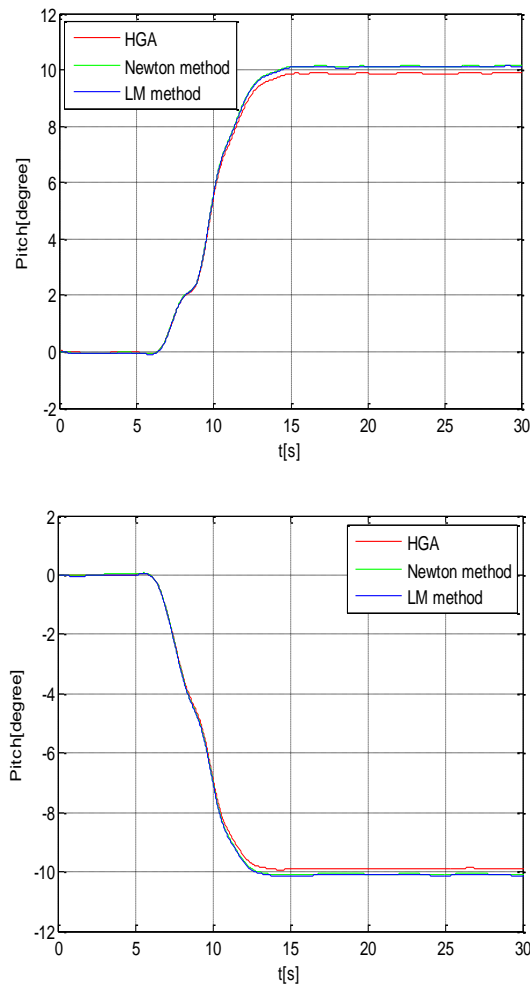 12
10
8
6
4
2
0
-2
Pitch[degree]
HGA
Newton method
LM method
0 5 10 15 20 25 30
t[s]
2
0
-2
-4
-6
-8
-10
-12
Pitch[degree]
HGA
Newton method
LM method
0 5 10 15 20 25 30
t[s]